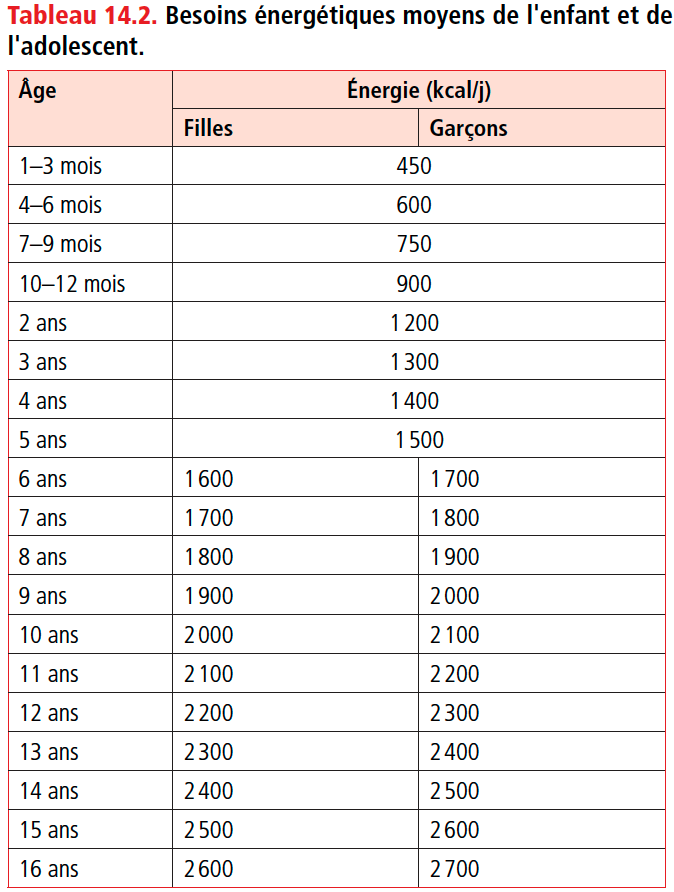 Tableau 14.2. Besoins énergétiques moyens de l'enfant et de
l'adolescent.
Âge Énergie (kcal/j)
Filles Garçons
1–3 mois 450
4–6 mois 600
7–9 mois 750
10–12 mois 900
2 ans 1 200
3 ans 1 300
4 ans 1 400
5 ans 1 500
6 ans 1 600 1 700
7 ans 1 700 1 800
8 ans 1 800 1 900
9 ans 1 900 2 000
10 ans 2 000 2 100
11 ans 2 100 2 200
12 ans 2 200 2 300
13 ans 2 300 2 400
14 ans 2 400 2 500
15 ans 2 500 2 600
16 ans 2 600 2 700